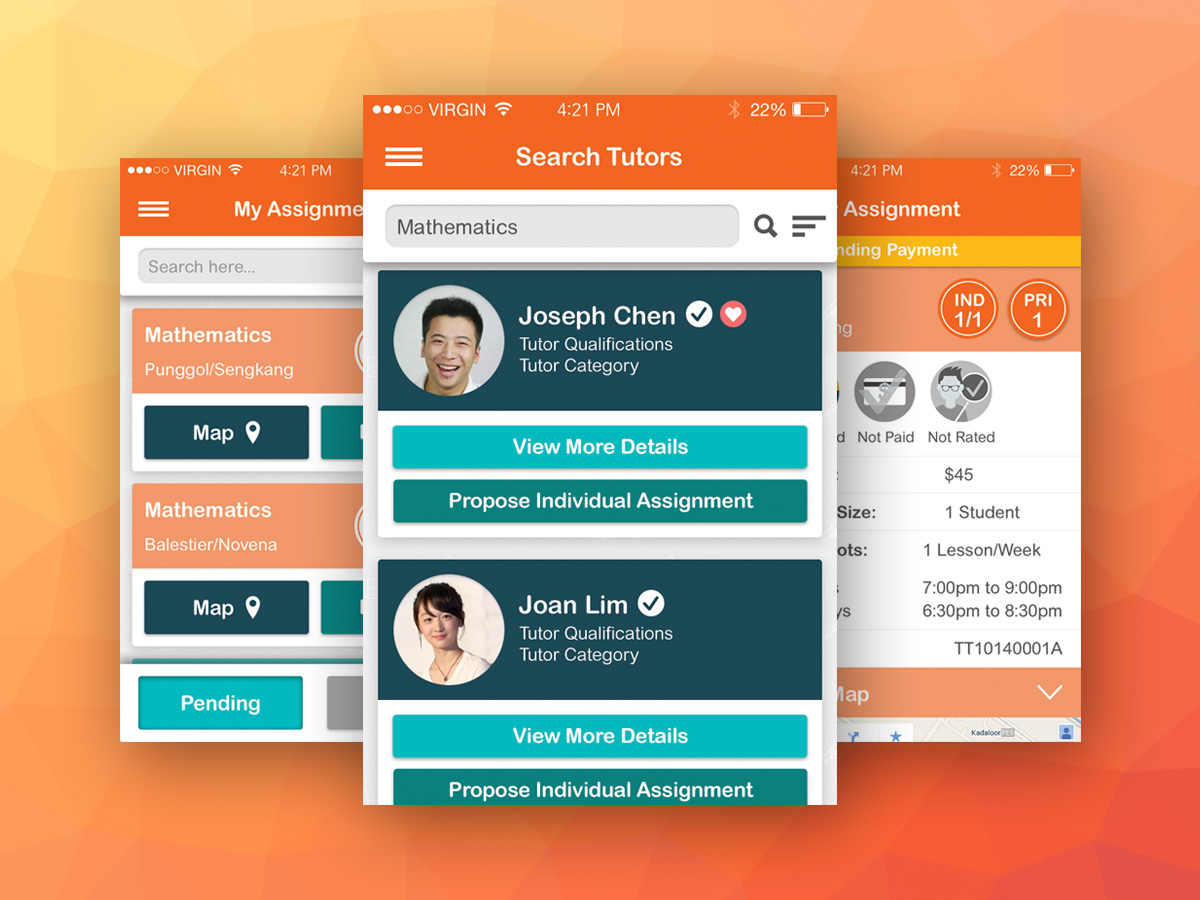 VIRGIN 4:21 PM
My Assignme
Search here...
Mathematics
Punggol/Sengkang
Map
Mathematics
Balestier/Novena
Map
Pending
VIRGIN 4:21 PM 22%
Search Tutors
Mathematics
Joseph Chen
Tutor Qualifications
Tutor Category
View More Details
Propose Individual Assignment
Joan Lim
Tutor Qualifications
Tutor Category
View More Details
Propose Individual Assignment
4:21 PM 22%
Assignment
nding Payment
IND
1/1
PRI
1
ng
d Not Paid Not Rated
: $45
Size: 1 Student
ots: 1 Lesson/Week
s 7:00pm to 9:00pm
ys 6:30pm to 8:30pm
TT10140001A
Map
Kadaloor